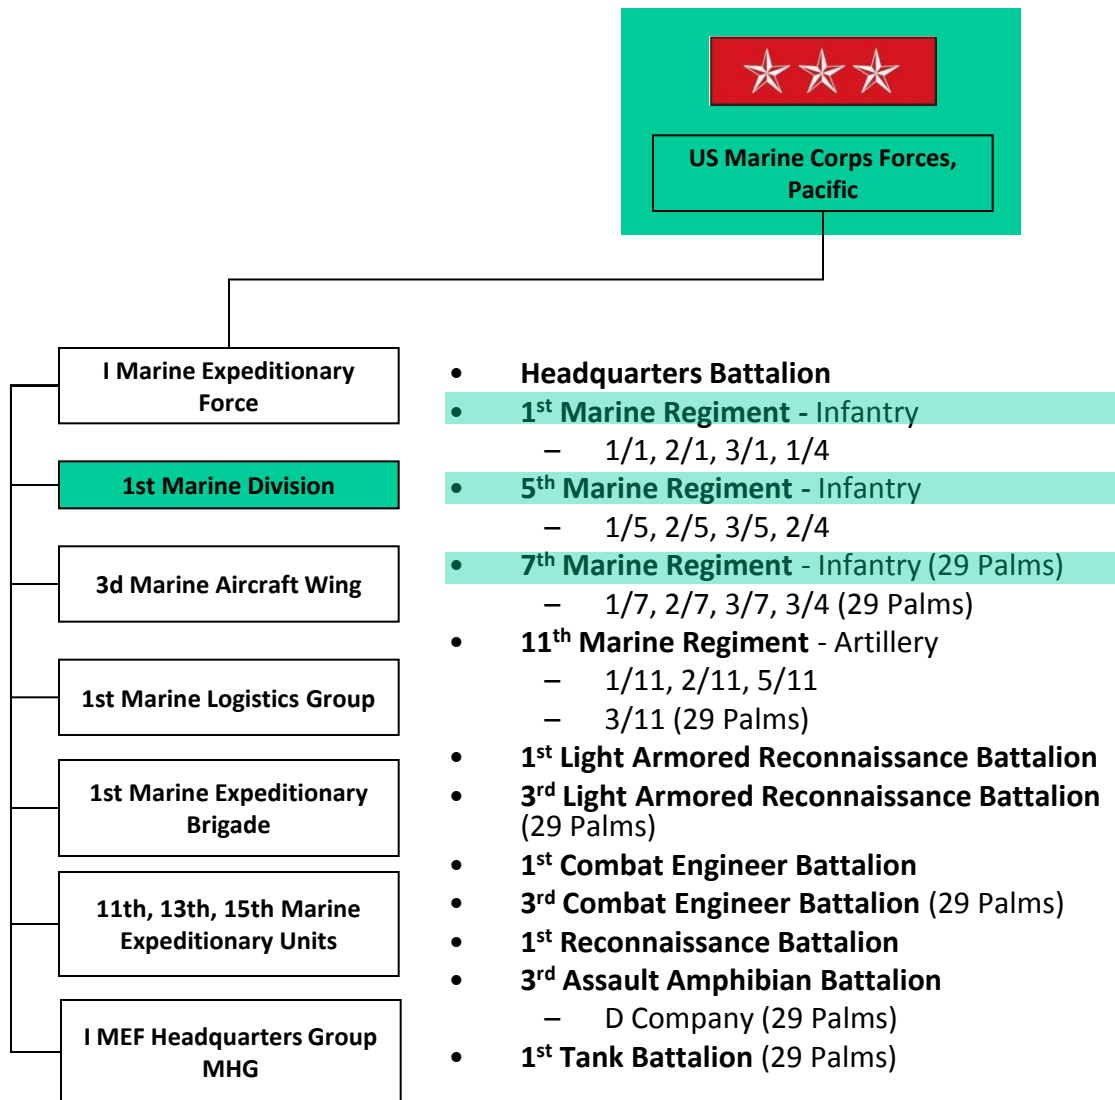 US Marine Corps Forces,
Pacific
I Marine Expeditionary
Force
1st Marine Division
3d Marine Aircraft Wing
1st Marine Logistics Group
1st Marine Expeditionary
Brigade
11th, 13th, 15th Marine
Expeditionary Units
I MEF Headquarters Group
MHG
• Headquarters Battalion
• 1st Marine Regiment - Infantry
– 1/1, 2/1, 3/1, 1/4
• 5th Marine Regiment - Infantry
– 1/5, 2/5, 3/5, 2/4
• 7th Marine Regiment - Infantry (29 Palms)
– 1/7, 2/7, 3/7, 3/4 (29 Palms)
• 11th Marine Regiment - Artillery
– 1/11, 2/11, 5/11
– 3/11 (29 Palms)
• 1st Light Armored Reconnaissance Battalion
• 3rd Light Armored Reconnaissance Battalion
(29 Palms)
• 1st Combat Engineer Battalion
• 3rd Combat Engineer Battalion (29 Palms)
• 1st Reconnaissance Battalion
• 3rd Assault Amphibian Battalion
– D Company (29 Palms)
• 1st Tank Battalion (29 Palms)